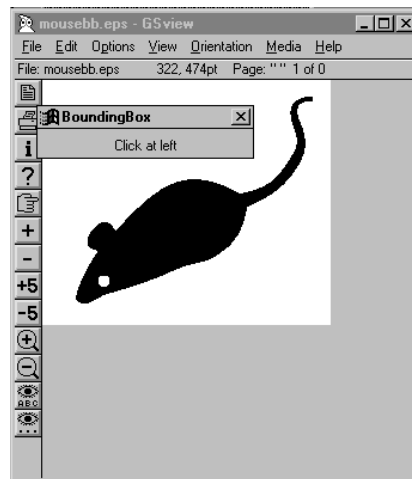 mousebb.eps - GSview
File Edit Options View Orientation Media Help
File: mousebb.eps 322, 474pt Page: " " 1 of 0
BoundingBox
Click at left
i
?
+
-
+5
-5
ABC